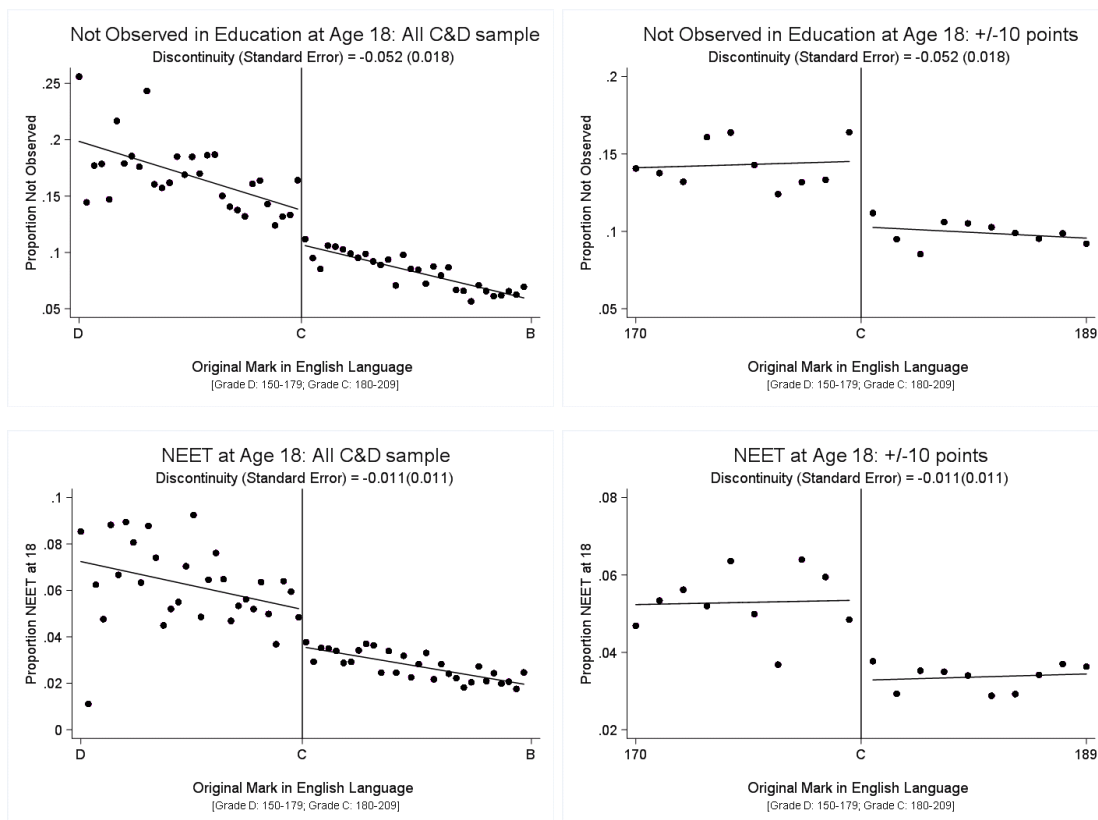 Not Observed in Education at Age 18: All C&D sample
Discontinuity (Standard Error) = -0.052 (0.018)
Proportion Not Observed
.25
.2
.15
.1
.05
D
C
B
Original Mark in English Language
[Grade D: 150-179; Grade C: 180-209]
Not Observed in Education at Age 18: +/-10 points
Discontinuity (Standard Error) = -0.052 (0.018)
Proportion Not Observed
.2
.15
.1
.05
170
C
189
Original Mark in English Language
[Grade D: 150-179; Grade C: 180-209]
NEET at Age 18: All C&D sample
Discontinuity (Standard Error) = -0.011(0.011)
Proportion NEET at 18
.1
.08
.06
.04
.02
0
D
C
B
Original Mark in English Language
[Grade D: 150-179; Grade C: 180-209]
NEET at Age 18: +/-10 points
Discontinuity (Standard Error) = -0.011(0.011)
Proportion NEET at 18
.08
.06
.04
.02
170
C
189
Original Mark in English Language
[Grade D: 150-179; Grade C: 180-209]